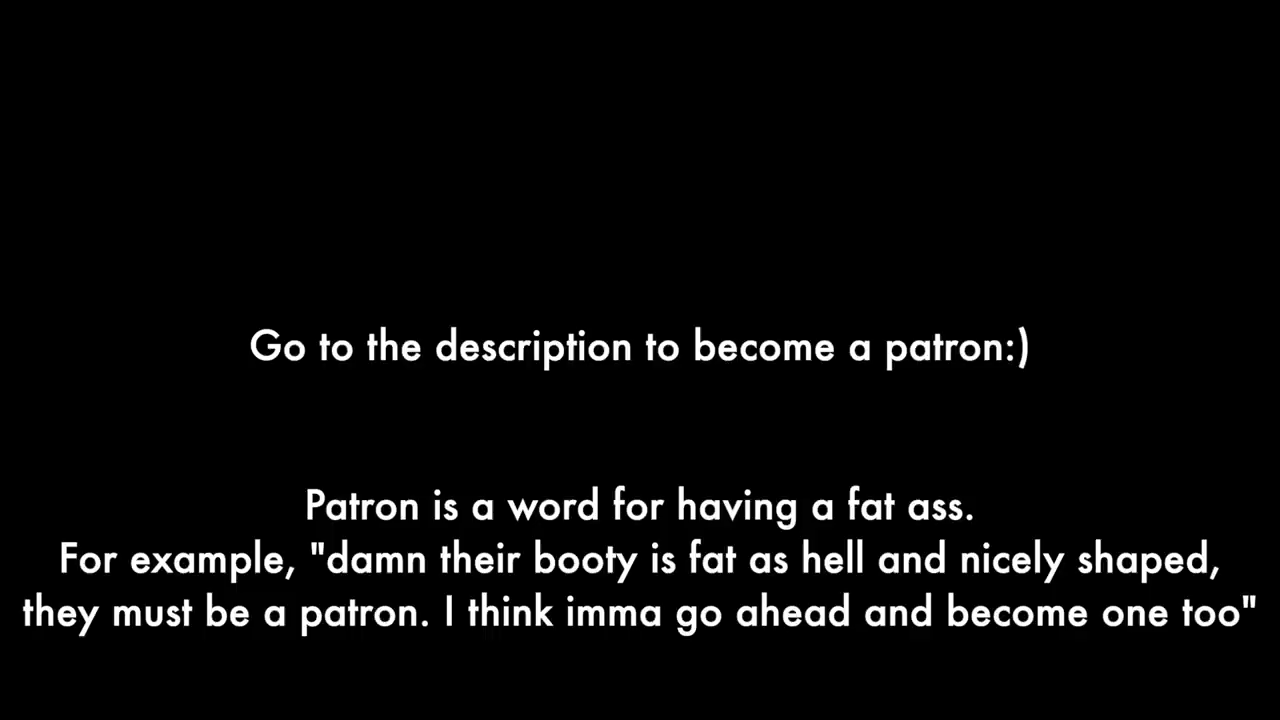 Go to the description to become a patron:)
Patron is a word for having a fat ass.
For example, "damn their booty is fat as hell and nicely shaped,
they must be a patron. I think imma go ahead and become one too"